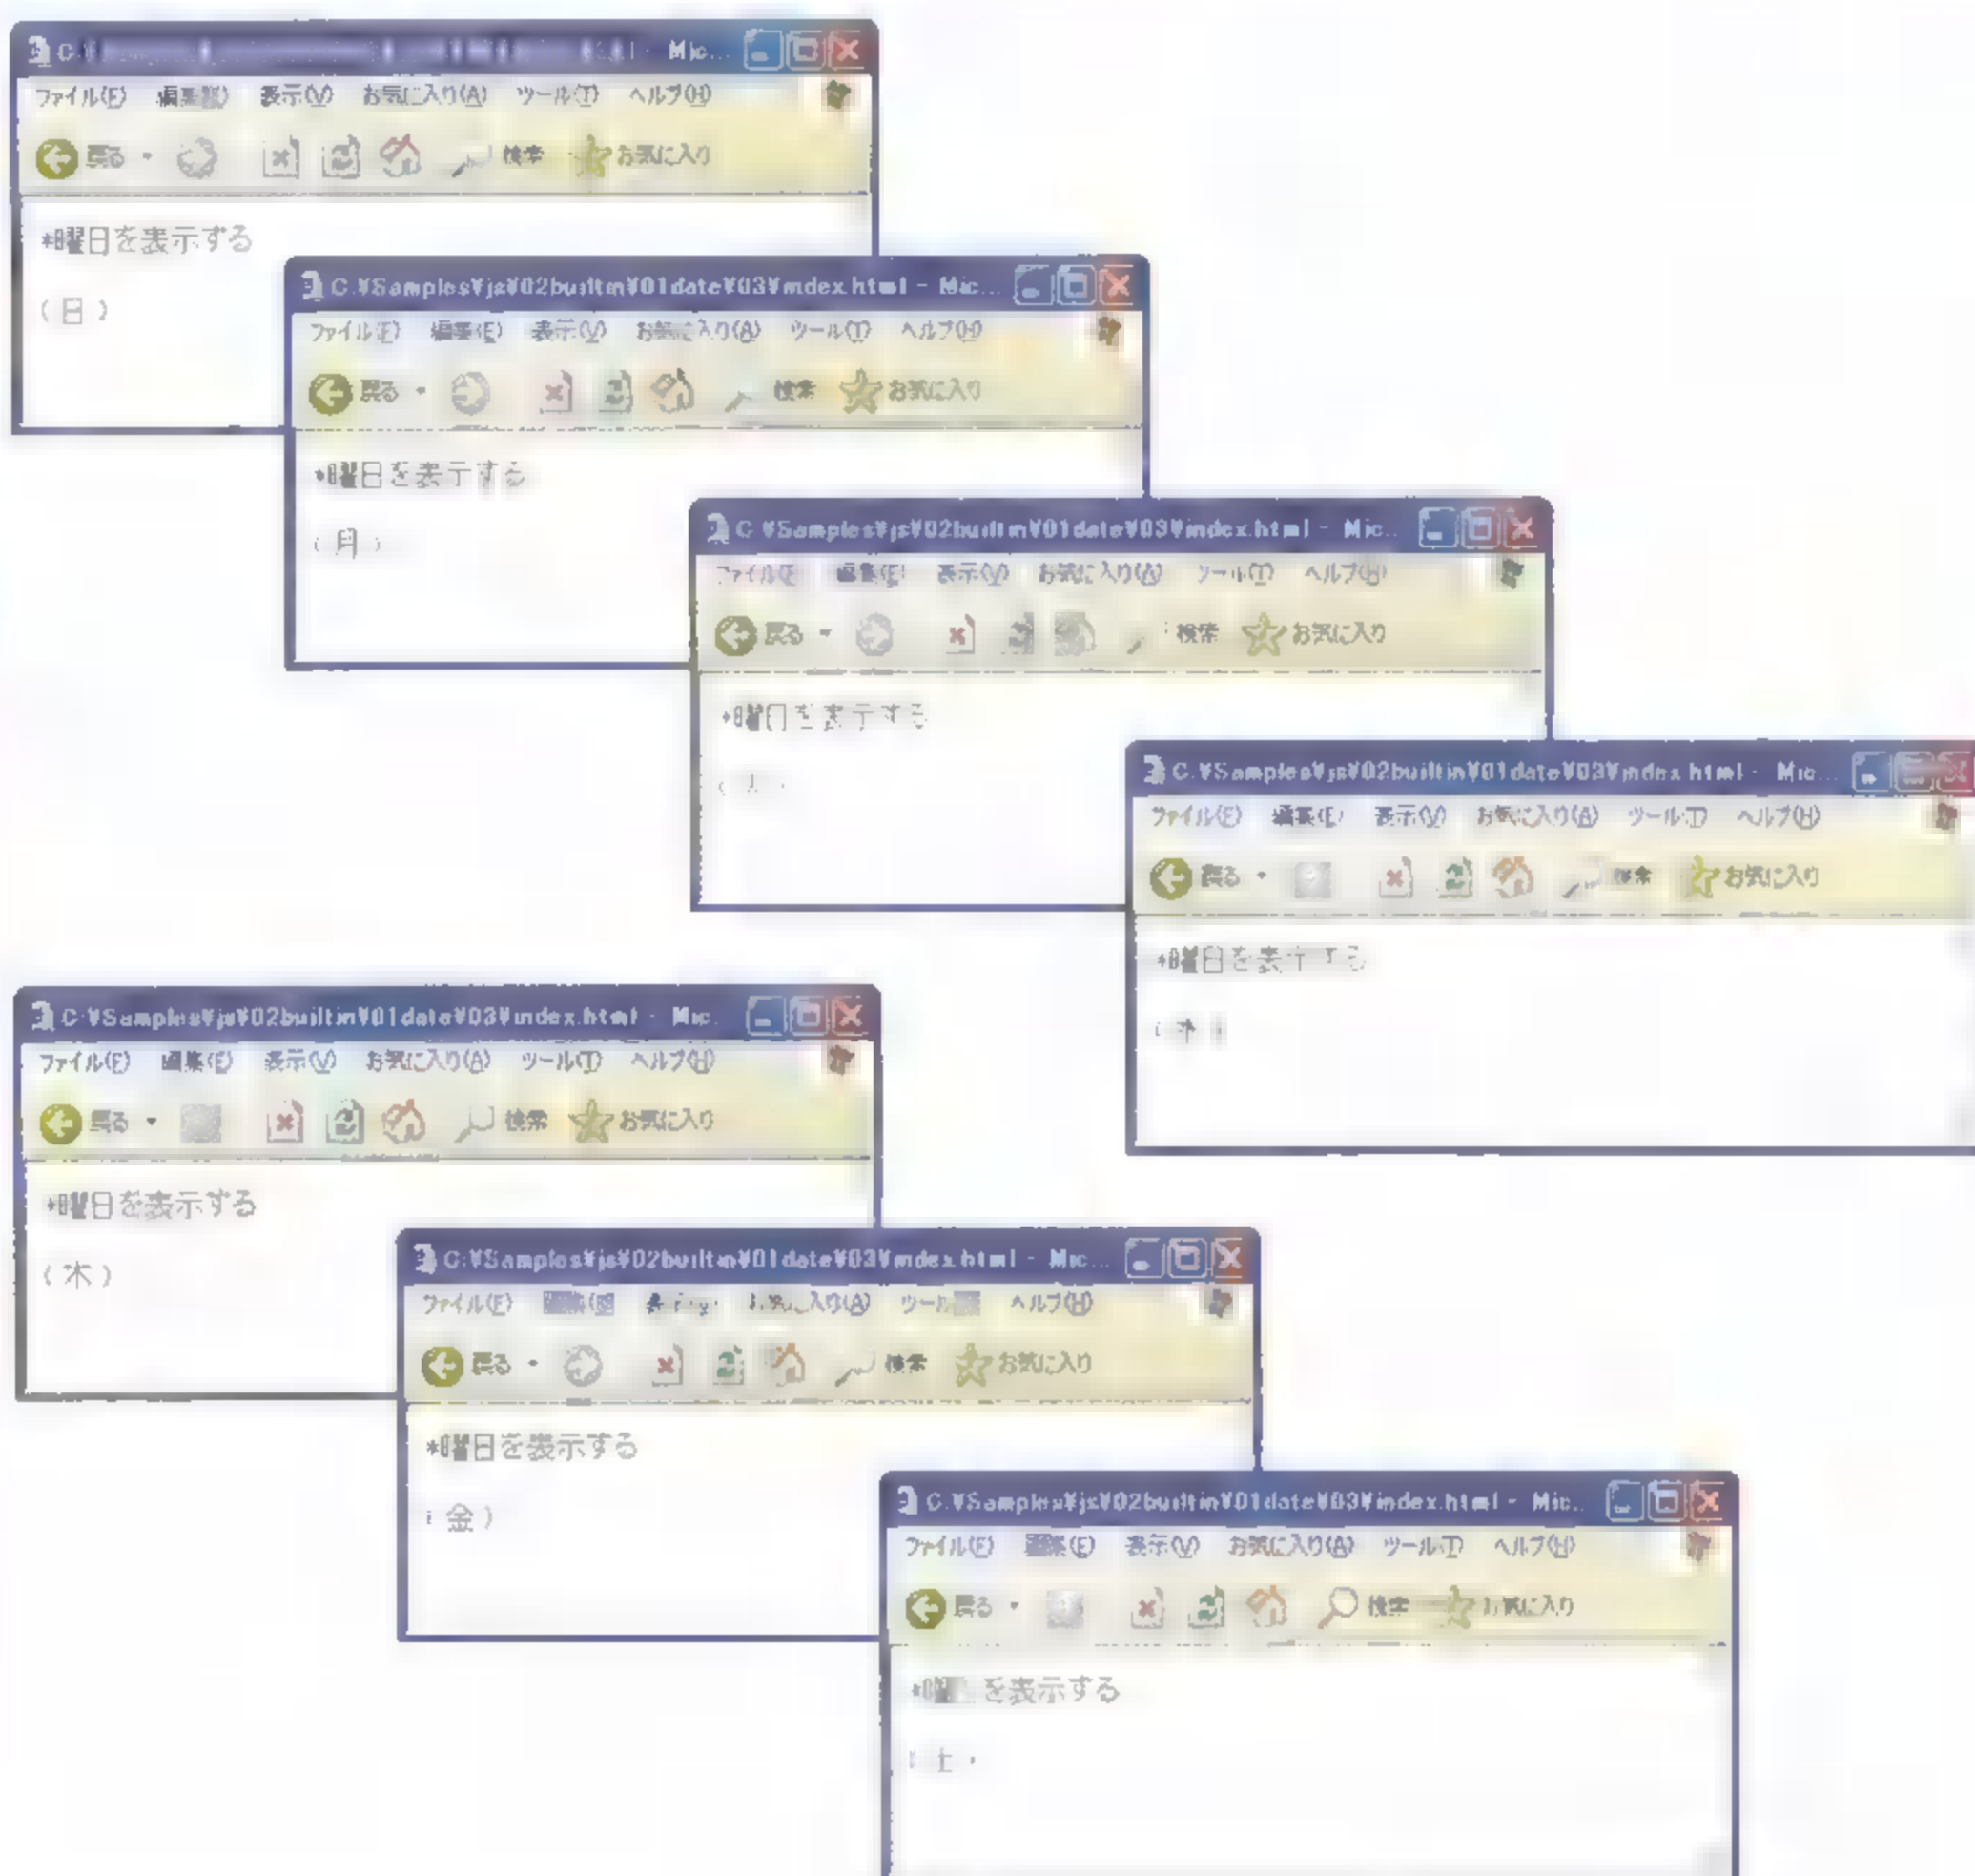 ファイル(F) 表示(V) お気に入り(A) ツール(T) ヘルプ(H)
戻る 検索 お気に入り
*曜日を表示する
(日)
index.html - Mic...
ファイル(F) 編集(E) 表示(V) お気に入り(A) ツール(T) ヘルプ(H)
戻る 検索 お気に入り
*曜日を表示する
(月)
C:¥Samples¥js¥02builtin¥01date¥03¥index.html - Mic...
ファイル(F) 編集(E) 表示(V) お気に入り(A) ツール(T) ヘルプ(H)
戻る 検索 お気に入り
*曜日を表示する
C:¥Samples¥js¥02builtin¥01date¥03¥index.html - Mic...
ファイル(F) 編集(E) 表示(V) お気に入り(A) ツール(T) ヘルプ(H)
戻る 検索 お気に入り
*曜日を表示する
C:¥Samples¥js¥02builtin¥01date¥03¥index.html - Mic...
ファイル(F) 編集(E) 表示(V) お気に入り(A) ツール(T) ヘルプ(H)
戻る 検索 お気に入り
*曜日を表示する
(木)
C:¥Samples¥js¥02builtin¥01date¥03¥index.html - Mic...
ファイル(F) お気に入り(A) ヘルプ(H)
戻る 検索 お気に入り
*曜日を表示する
(金)
C:¥Samples¥js¥02builtin¥01date¥03¥index.html - Mic...
ファイル(F) 編集(E) 表示(V) お気に入り(A) ツール(T) ヘルプ(H)
戻る 検索 お気に入り
を表示する
(土)